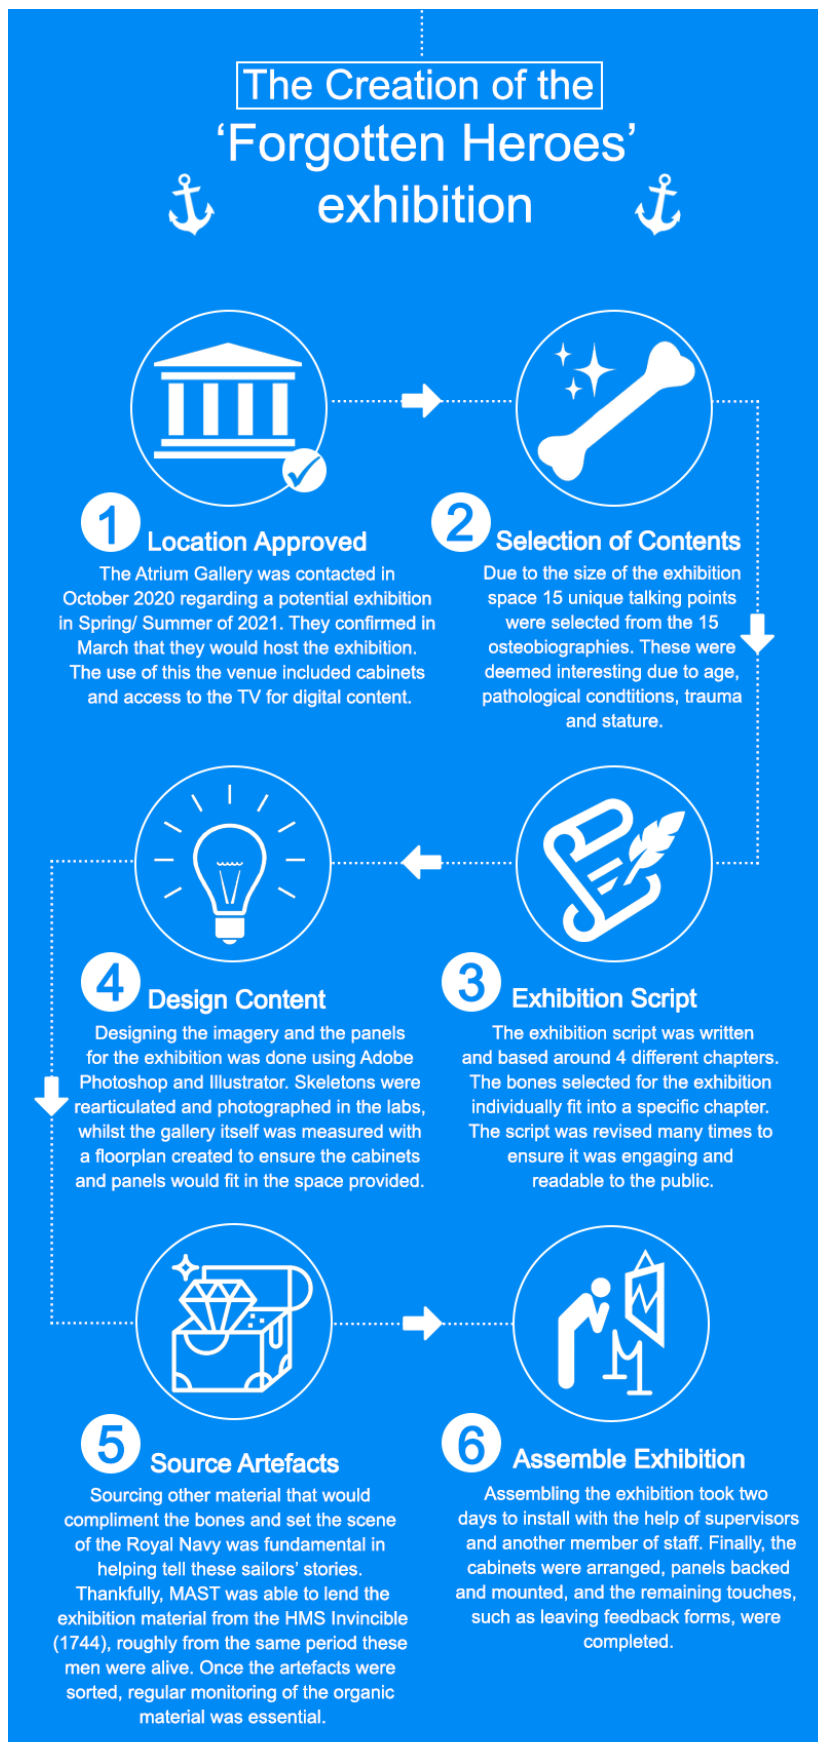 The Creation of the
‘Forgotten Heroes’
exhibition
1
Location Approved
The Atrium Gallery was contacted in
October 2020 regarding a potential exhibition
in Spring/ Summer of 2021. They confirmed in
March that they would host the exhibition.
The use of this the venue included cabinets
and access to the TV for digital content.
2
Selection of Contents
Due to the size of the exhibition
space 15 unique talking points
were selected from the 15
osteobiographies. These were
deemed interesting due to age,
pathological condtitions, trauma
and stature.
3
Exhibition Script
The exhibition script was written
and based around 4 different chapters.
The bones selected for the exhibition
individually fit into a specific chapter.
The script was revised many times to
ensure it was engaging and
readable to the public.
4
Design Content
Designing the imagery and the panels
for the exhibition was done using Adobe
Photoshop and Illustrator. Skeletons were
rearticulated and photographed in the labs,
whilst the gallery itself was measured with
a floorplan created to ensure the cabinets
and panels would fit in the space provided.
5
Source Artefacts
Sourcing other material that would
compliment the bones and set the scene
of the Royal Navy was fundamental in
helping tell these sailors’ stories.
Thankfully, MAST was able to lend the
exhibition material from the HMS Invincible
(1744), roughly from the same period these
men were alive. Once the artefacts were
sorted, regular monitoring of the organic
material was essential.
6
Assemble Exhibition
Assembling the exhibition took two
days to install with the help of supervisors
and another member of staff. Finally, the
cabinets were arranged, panels backed
and mounted, and the remaining touches,
such as leaving feedback forms, were
completed.